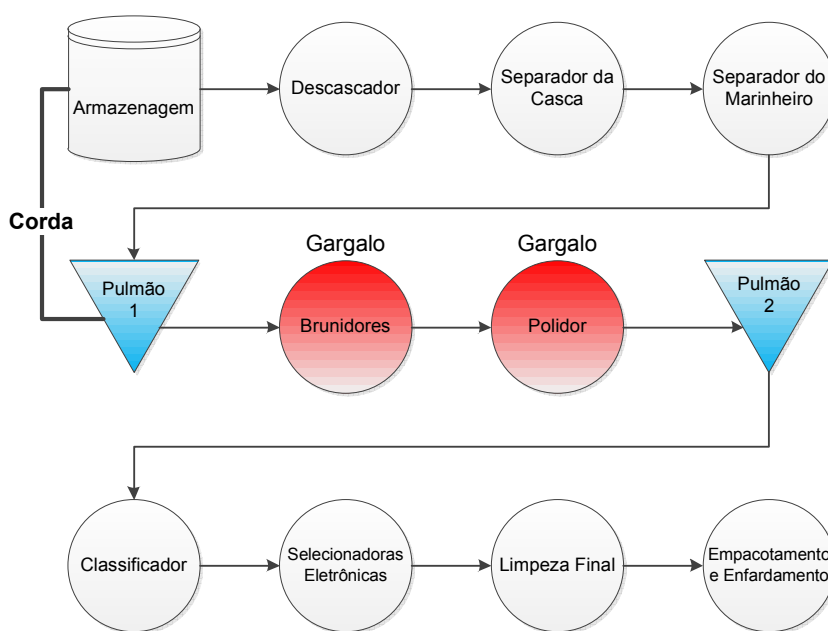 Armazenagem
Descascador
Separador da
Casca
Separador do
Marinheiro
Corda
Pulmão
1
Gargalo
Brunidores
Gargalo
Polidor
Pulmão
2
Classificador
Selecionadoras
Eletrônicas
Limpeza Final
Empacotamento
e Enfardamento